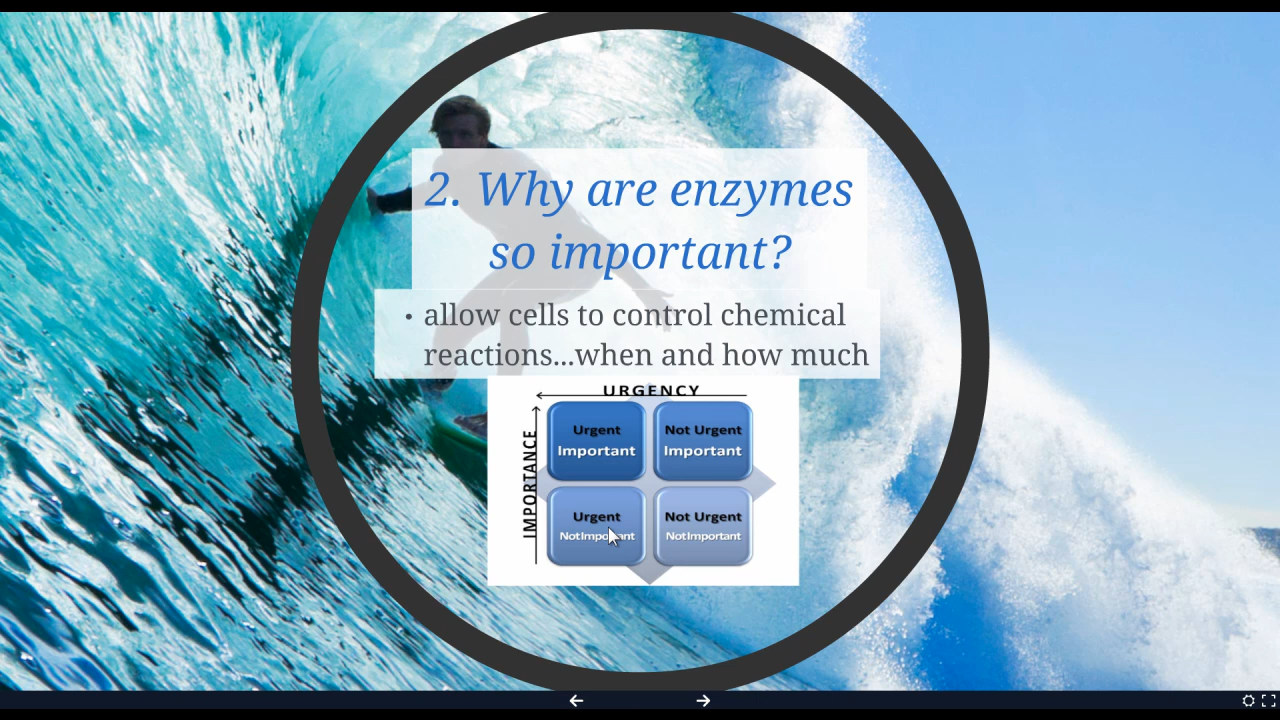 2. Why are enzymes
so important?
• allow cells to control chemical
reactions...when and how much
URGENCY
IMPORTANCE
Urgent
Important
Not Urgent
Important
Urgent
NotImportant
Not Urgent
NotImportant